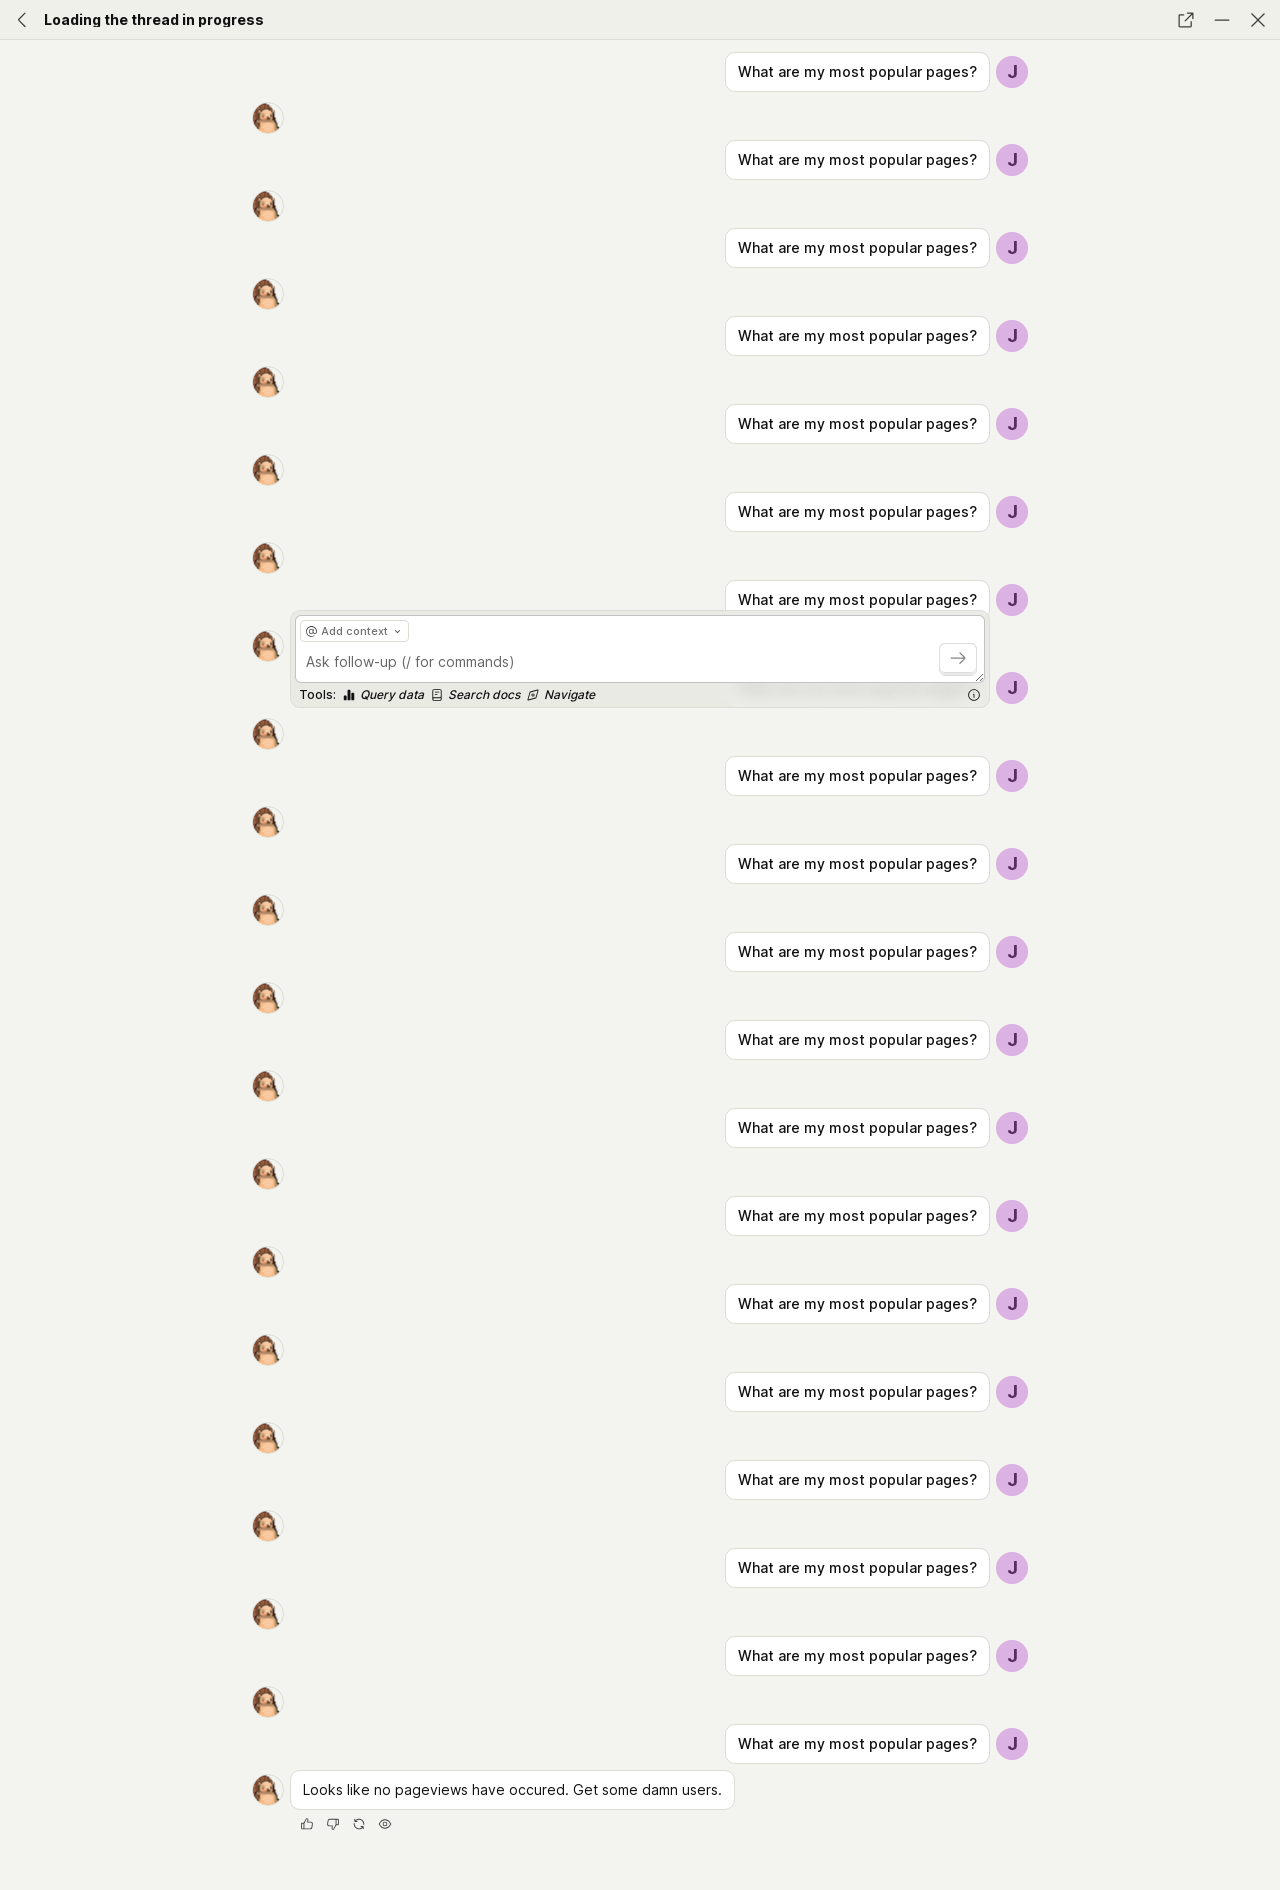 Loading the thread in progress
What are my most popular pages? J
What are my most popular pages? J
What are my most popular pages? J
What are my most popular pages? J
What are my most popular pages? J
What are my most popular pages? J
What are my most popular pages? J
@ Add context
Ask follow-up (/ for commands)
J
Tools: Query data Search docs Navigate
What are my most popular pages? J
What are my most popular pages? J
What are my most popular pages? J
What are my most popular pages? J
What are my most popular pages? J
What are my most popular pages? J
What are my most popular pages? J
What are my most popular pages? J
What are my most popular pages? J
What are my most popular pages? J
What are my most popular pages? J
What are my most popular pages? J
Looks like no pageviews have occured. Get some damn users.